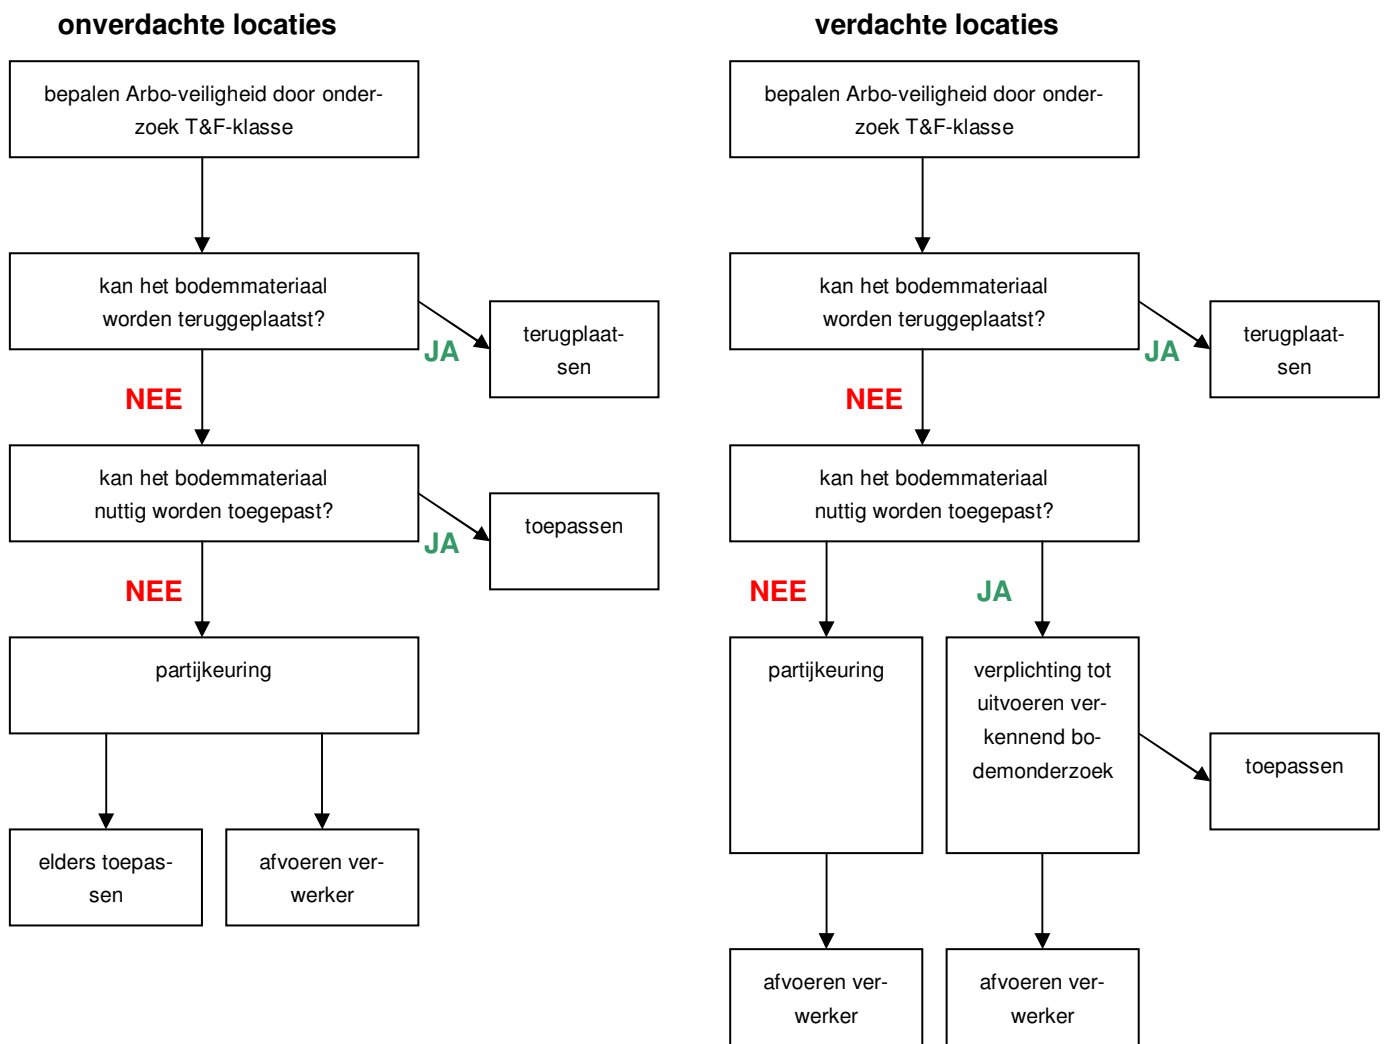 onverdachte locaties
bepalen Arbo-veiligheid door onder-
zoek T&F-klasse
kan het bodemmateriaal
worden teruggeplaatst?
JA
terugplaat-
sen
NEE
kan het bodemmateriaal
nuttig worden toegepast?
JA
toepassen
NEE
partijkeuring
elders toepas-
sen
afvoeren ver-
werker
verdachte locaties
bepalen Arbo-veiligheid door onder-
zoek T&F-klasse
kan het bodemmateriaal
worden teruggeplaatst?
JA
terugplaat-
sen
NEE
kan het bodemmateriaal
nuttig worden toegepast?
NEE
JA
partijkeuring
verplichting tot
uitvoeren ver-
kennend bo-
demonderzoek
toepassen
afvoeren ver-
werker
afvoeren ver-
werker